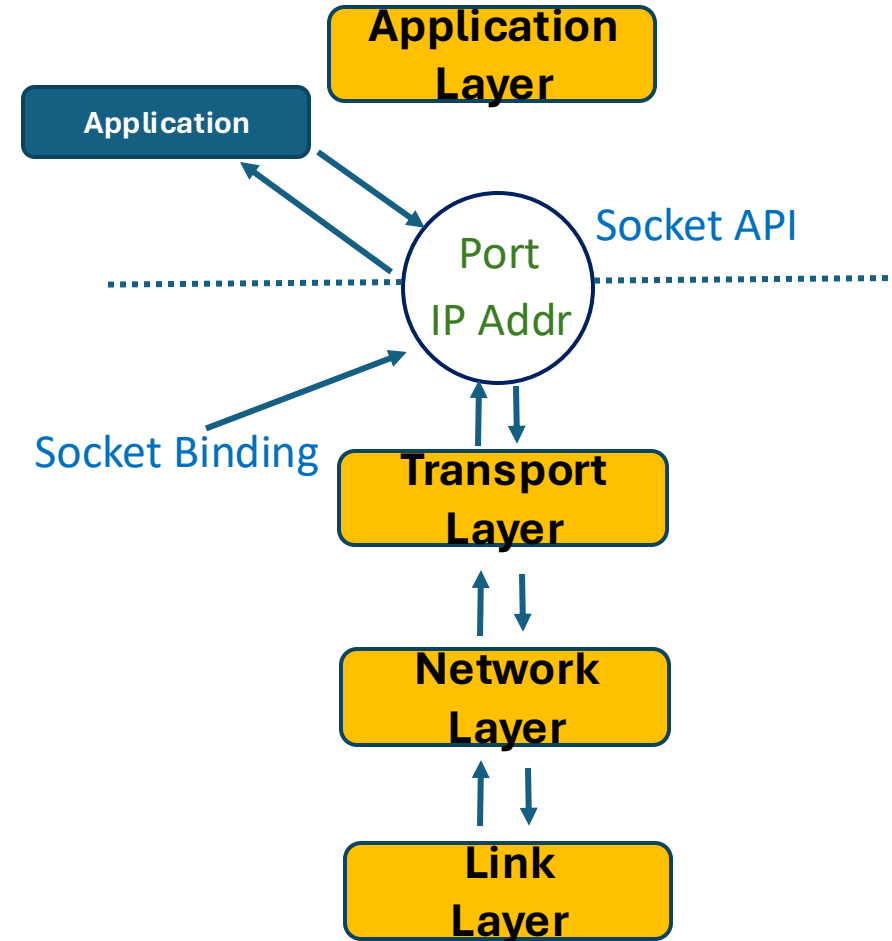 Application
Layer
Application
Socket API
Port
IP Addr
Socket Binding
Transport
Layer
Network
Layer
Link
Layer